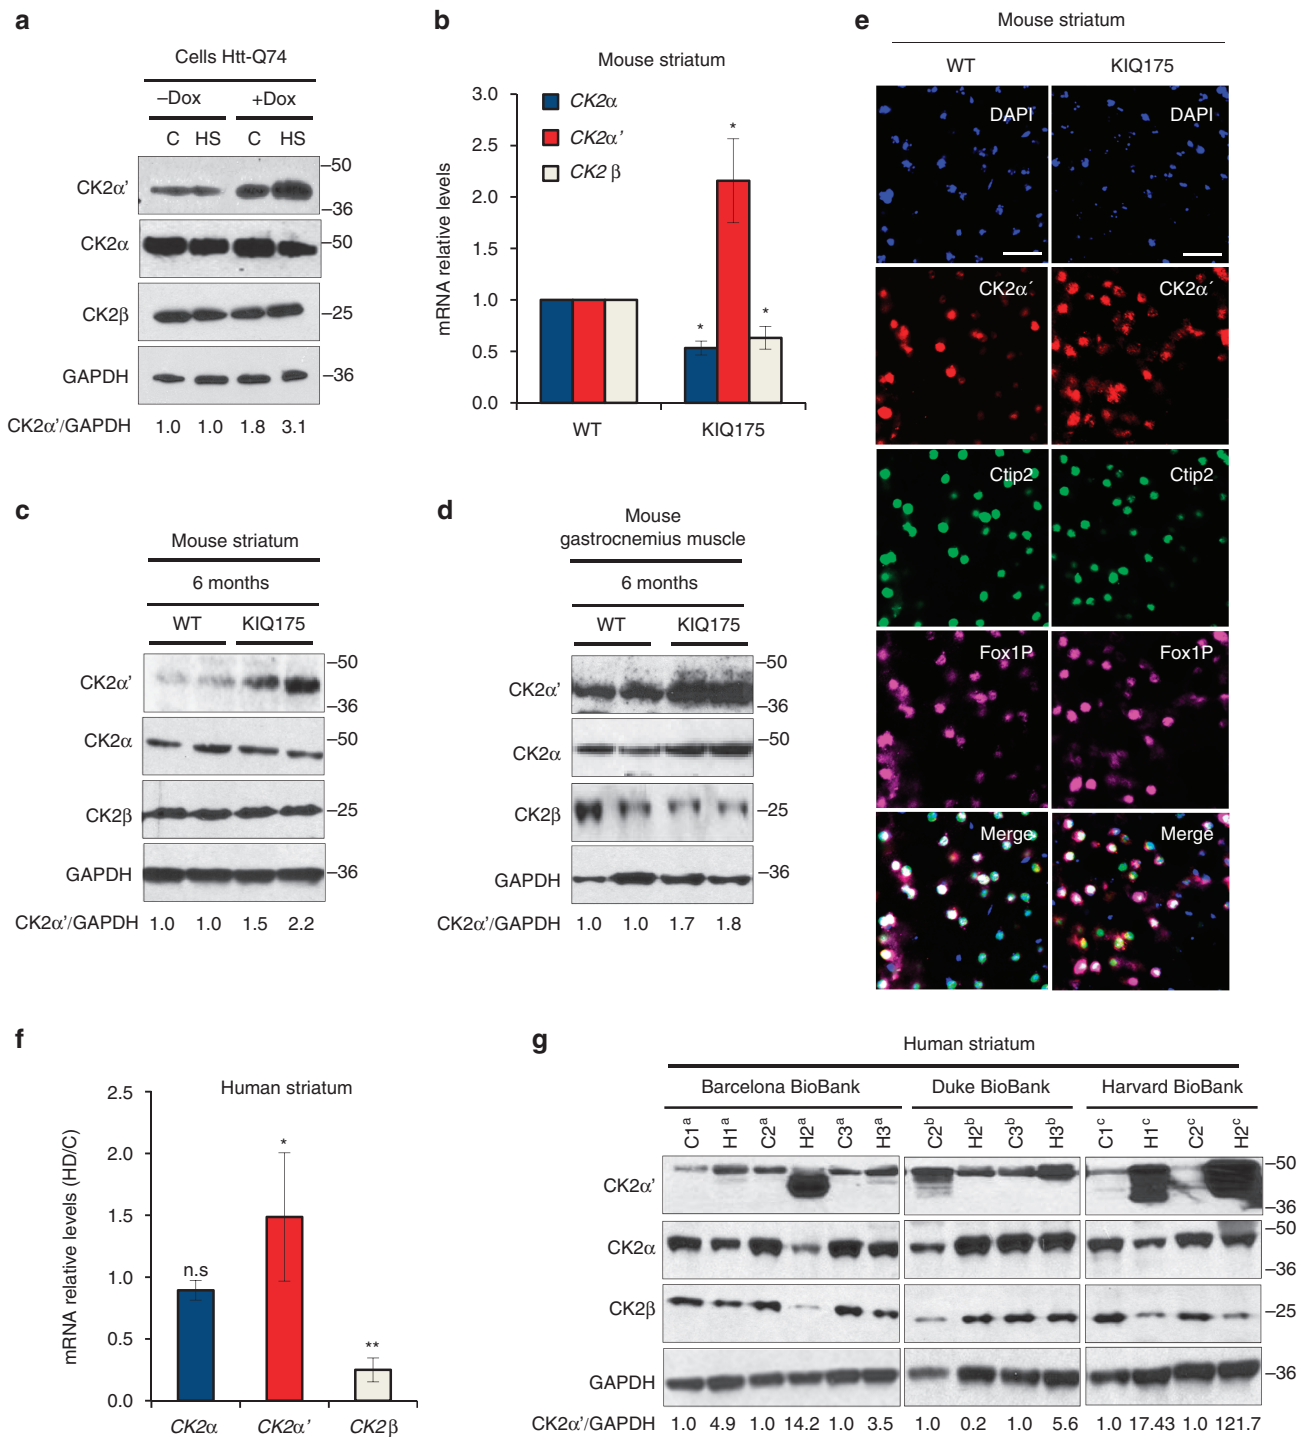 a
Cells Htt-Q74
–Dox +Dox
C HS C HS
CK2α’ –50 –36
CK2α –50
CK2β –25
GAPDH –36
CK2α’/GAPDH 1.0 1.0 1.8 3.1
b
Mouse striatum
mRNA relative levels
3.0
2.5
2.0
1.5
1.0
0.5
0.0
CK2α
CK2α’
CK2 β
* * *
WT KIQ175
c
Mouse striatum
6 months
WT KIQ175
CK2α’ –50 –36
CK2α –50
CK2β –25
GAPDH –36
CK2α’/GAPDH 1.0 1.0 1.5 2.2
d
Mouse
gastrocnemius muscle
6 months
WT KIQ175
CK2α’ –50 –36
CK2α –50
CK2β –25
GAPDH –36
CK2α’/GAPDH 1.0 1.0 1.7 1.8
e
Mouse striatum
WT KIQ175
DAPI DAPI
CK2α´ CK2α´
Ctip2 Ctip2
Fox1P Fox1P
Merge Merge
f
Human striatum
mRNA relative levels (HD/C)
2.5
2.0
1.5
1.0
0.5
0.0
n.s * **
CK2α CK2α’ CK2β
g
Human striatum
Barcelona BioBank Duke BioBank Harvard BioBank
C1ᵃ H1ᵃ C2ᵃ H2ᵃ C3ᵃ H3ᵃ C2ᵇ H2ᵇ C3ᵇ H3ᵇ C1ᶜ H1ᶜ C2ᶜ H2ᶜ
CK2α’ –50 –36
CK2α –50 –36
CK2β –25
GAPDH –36
CK2α’/GAPDH 1.0 4.9 1.0 14.2 1.0 3.5 1.0 0.2 1.0 5.6 1.0 17.43 1.0 121.7